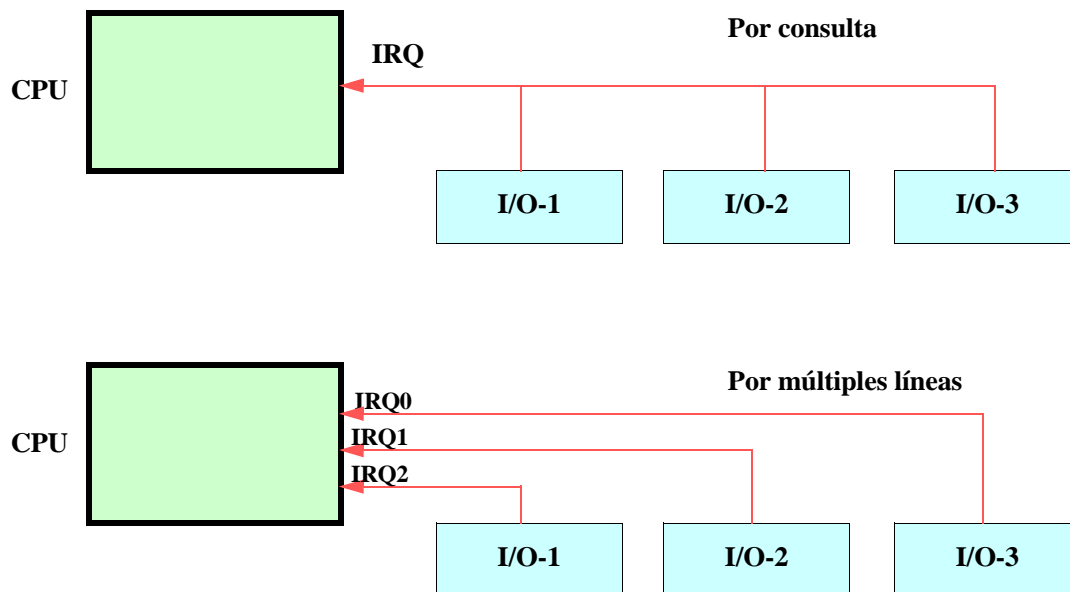 Por consulta
IRQ
CPU
I/O-1
I/O-2
I/O-3
Por múltiples líneas
IRQ0
IRQ1
CPU
IRQ2
I/O-1
I/O-2
I/O-3